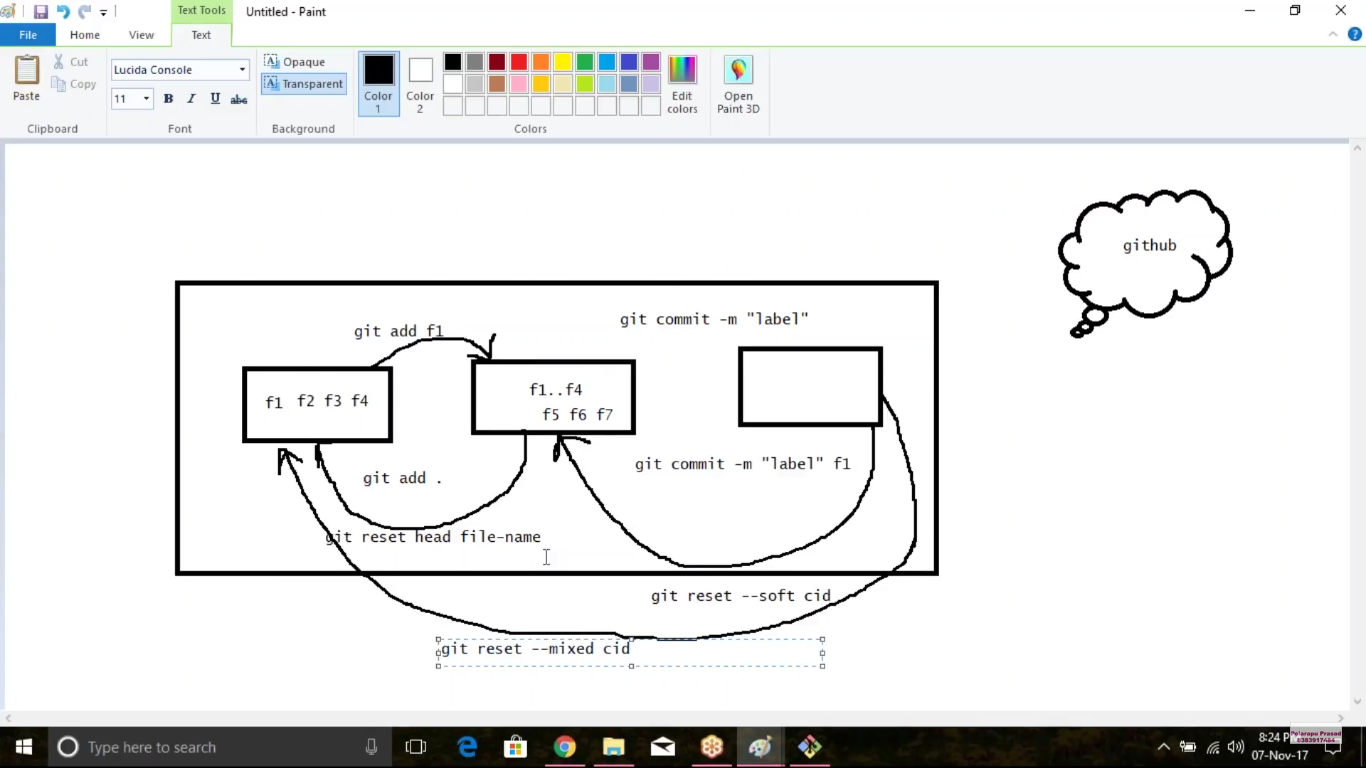 Text Tools
Untitled - Paint
File
Home
View
Text
Paste
Cut
Copy
Clipboard
Lucida Console
11
B
I
U
abc
Font
Opaque
Transparent
Background
Color
1
Color
2
Edit
colors
Colors
Open
Paint 3D
github
git commit -m "label"
git add f1
f1 f2 f3 f4
f1..f4
f5 f6 f7
git commit -m "label" f1
git add .
git reset head file-name
git reset --soft cid
git reset --mixed cid
Type here to search
8:24 P
07-Nov-17
Polarapu Prasad